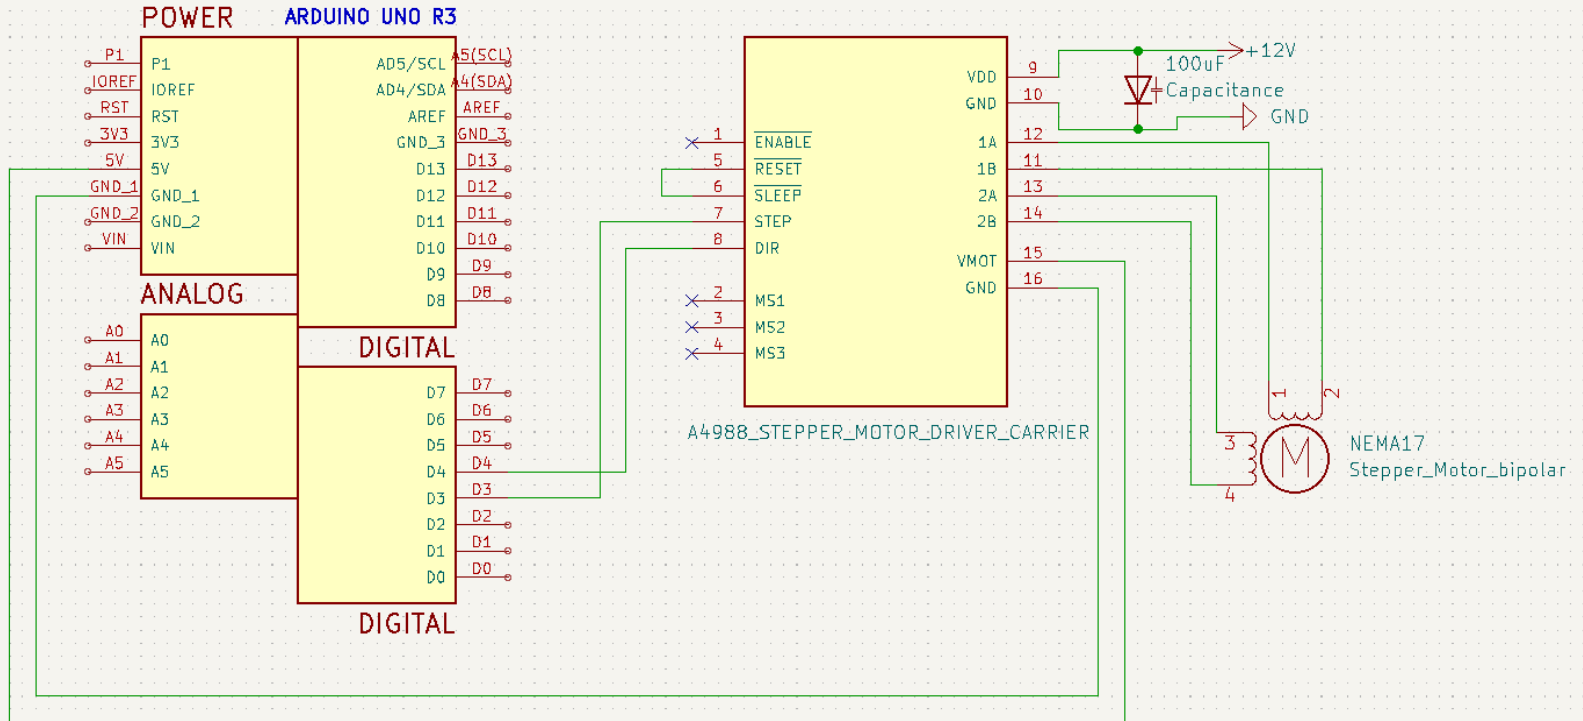 POWER
ARDUINO UNO R3
P1
P1
IOREF
IOREF
RST
RST
3V3
3V3
5V
5V
GND_1
GND_1
GND_2
GND_2
VIN
VIN
AD5/SCL
A5(SCL)
AD4/SDA
A4(SDA)
AREF
AREF
GND_3
GND_3
D13
D13
D12
D12
D11
D11
D10
D10
D9
D9
D8
D8
ANALOG
A0
A0
A1
A1
A2
A2
A3
A3
A4
A4
A5
A5
DIGITAL
D7
D7
D6
D6
D5
D5
D4
D4
D3
D3
D2
D2
D1
D1
D0
D0
DIGITAL
1
ENABLE
5
RESET
6
SLEEP
7
STEP
8
DIR
2
MS1
3
MS2
4
MS3
VDD
9
GND
10
1A
12
1B
11
2A
13
2B
14
VMOT
15
GND
16
A4988_STEPPER_MOTOR_DRIVER_CARRIER
+12V
100uF
Capacitance
GND
1
2
3
4
M
NEMA17
Stepper_Motor_bipolar